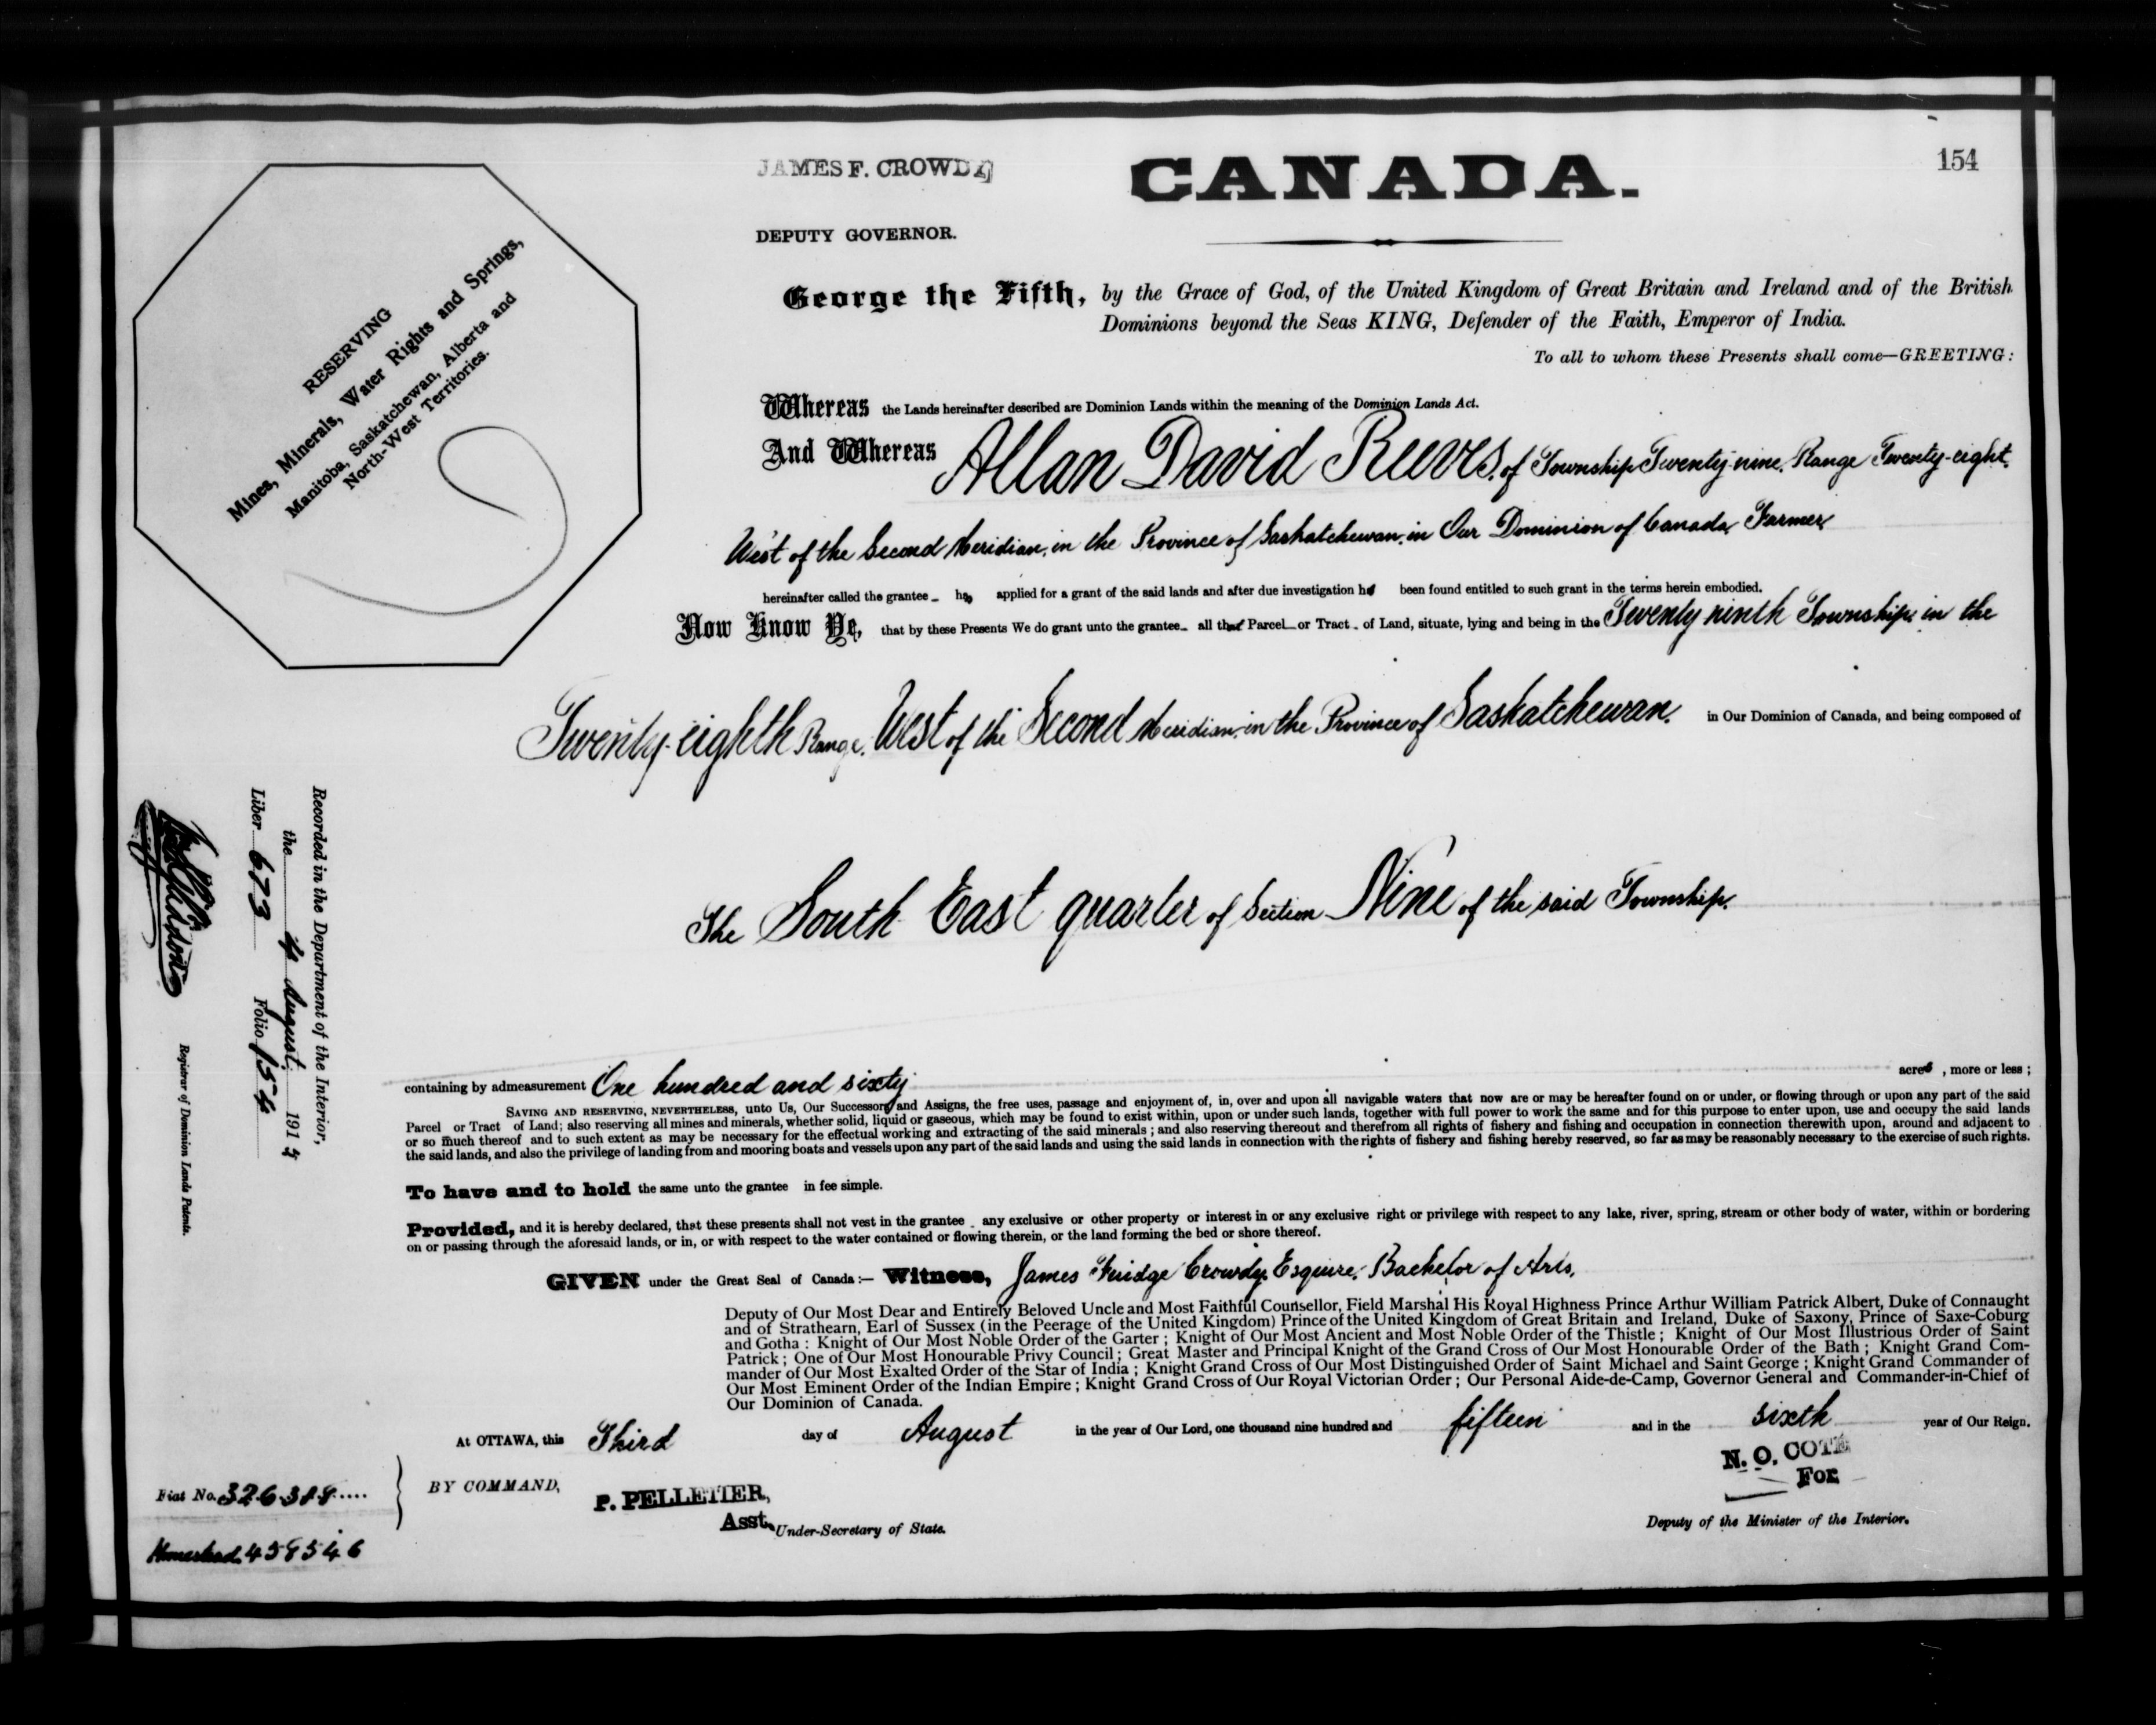 154
JAMES F. CROWDY
CANADA.
DEPUTY GOVERNOR.
RESERVING
Mines, Minerals, Water Rights and Springs,
Manitoba, Saskatchewan, Alberta and
North-West Territories.
George the Fifth, by the Grace of God, of the United Kingdom of Great Britain and Ireland and of the British
Dominions beyond the Seas KING, Defender of the Faith, Emperor of India.
To all to whom these Presents shall come—GREETING:
Whereas the Lands hereinafter described are Dominion Lands within the meaning of the Dominion Lands Act.
And Whereas Allan David Reeves, of Township Twenty-nine, Range Twenty-eight,
West of the Second Meridian, in the Province of Saskatchewan, in Our Dominion of Canada, Farmer
hereinafter called the grantee has applied for a grant of the said lands and after due investigation has been found entitled to such grant in the terms herein embodied.
Now Know Ye, that by these Presents We do grant unto the grantee all that Parcel or Tract of Land, situate, lying and being in the Twenty ninth Township, in the
Twenty-eighth Range, West of the Second Meridian, in the Province of Saskatchewan, in Our Dominion of Canada, and being composed of
The South East quarter of Section Nine of the said Township.
containing by admeasurement One hundred and sixty acres, more or less;
SAVING AND RESERVING, NEVERTHELESS, unto Us, Our Successors and Assigns, the free uses, passage and enjoyment of, in, over and upon all navigable waters that now are or may be hereafter found on or under, or flowing through or upon any part of the said
Parcel or Tract of Land; also reserving all mines and minerals, whether solid, liquid or gaseous, which may be found to exist within, upon or under such lands, together with full power to work the same and for this purpose to enter upon, use and occupy the said lands
or so much thereof and to such extent as may be necessary for the effectual working and extracting of the said minerals; and also reserving thereout and therefrom all rights of fishery and fishing and occupation in connection therewith upon, around and adjacent to
the said lands, and also the privilege of landing from and mooring boats and vessels upon any part of the said lands and using the said lands in connection with the rights of fishery and fishing hereby reserved, so far as may be reasonably necessary to the exercise of such rights.
To have and to hold the same unto the grantee in fee simple.
Provided, and it is hereby declared, that these presents shall not vest in the grantee any exclusive or other property or interest in or any exclusive right or privilege with respect to any lake, river, spring, stream or other body of water, within or bordering
on or passing through the aforesaid lands, or in, or with respect to the water contained or flowing therein, or the land forming the bed or shore thereof.
GIVEN under the Great Seal of Canada:— Witness, James Fuidge Crowdy, Esquire, Bachelor of Arts,
Deputy of Our Most Dear and Entirely Beloved Uncle and Most Faithful Counsellor, Field Marshal His Royal Highness Prince Arthur William Patrick Albert, Duke of Connaught
and of Strathearn, Earl of Sussex (in the Peerage of the United Kingdom) Prince of the United Kingdom of Great Britain and Ireland, Duke of Saxony, Prince of Saxe-Coburg
and Gotha: Knight of Our Most Noble Order of the Garter; Knight of Our Most Ancient and Most Noble Order of the Thistle; Knight of Our Most Illustrious Order of Saint
Patrick; One of Our Most Honourable Privy Council; Great Master and Principal Knight of the Grand Cross of Our Most Honourable Order of the Bath; Knight Grand Com-
mander of Our Most Exalted Order of the Star of India; Knight Grand Cross of Our Most Distinguished Order of Saint Michael and Saint George; Knight Grand Commander of
Our Most Eminent Order of the Indian Empire; Knight Grand Cross of Our Royal Victorian Order; Our Personal Aide-de-Camp, Governor General and Commander-in-Chief of
Our Dominion of Canada.
At OTTAWA, this Third day of August in the year of Our Lord, one thousand nine hundred and fifteen and in the sixth year of Our Reign.
BY COMMAND,
P. PELLETIER,
Asst. Under-Secretary of State.
N. O. COTE
For
Deputy of the Minister of the Interior.
Recorded in the Department of the Interior,
the 4 August 1915
Liber 673 Folio 154
Registrar of Dominion Lands Patents.
Fiat No.
Homestead 458546